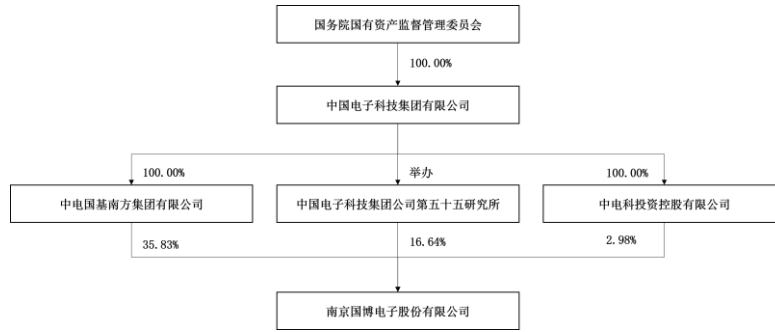 国务院国有资产监督管理委员会
100.00%
中国电子科技集团有限公司
100.00%
举办
100.00%
中电国基南方集团有限公司
中国电子科技集团公司第五十五研究所
中电科投资控股有限公司
35.83%
16.64%
2.98%
南京国博电子股份有限公司